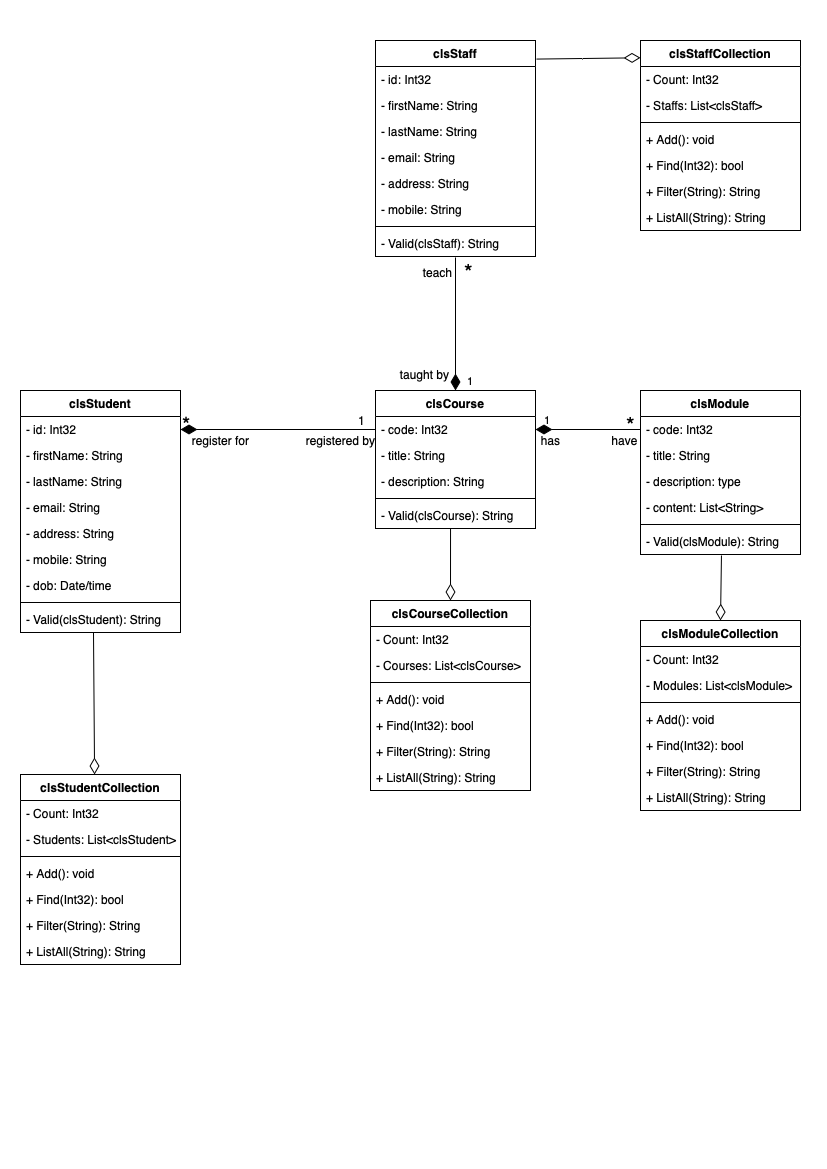 clsStaff
- id: Int32
- firstName: String
- lastName: String
- email: String
- address: String
- mobile: String
- Valid(clsStaff): String
clsStaffCollection
- Count: Int32
- Staffs: List<clsStaff>
+ Add(): void
+ Find(Int32): bool
+ Filter(String): String
+ ListAll(String): String
teach
*
taught by
1
clsStudent
- id: Int32
- firstName: String
- lastName: String
- email: String
- address: String
- mobile: String
- dob: Date/time
- Valid(clsStudent): String
*
register for
1
registered by
clsCourse
- code: Int32
- title: String
- description: String
- Valid(clsCourse): String
1
has
*
have
clsModule
- code: Int32
- title: String
- description: type
- content: List<String>
- Valid(clsModule): String
clsCourseCollection
- Count: Int32
- Courses: List<clsCourse>
+ Add(): void
+ Find(Int32): bool
+ Filter(String): String
+ ListAll(String): String
clsModuleCollection
- Count: Int32
- Modules: List<clsModule>
+ Add(): void
+ Find(Int32): bool
+ Filter(String): String
+ ListAll(String): String
clsStudentCollection
- Count: Int32
- Students: List<clsStudent>
+ Add(): void
+ Find(Int32): bool
+ Filter(String): String
+ ListAll(String): String